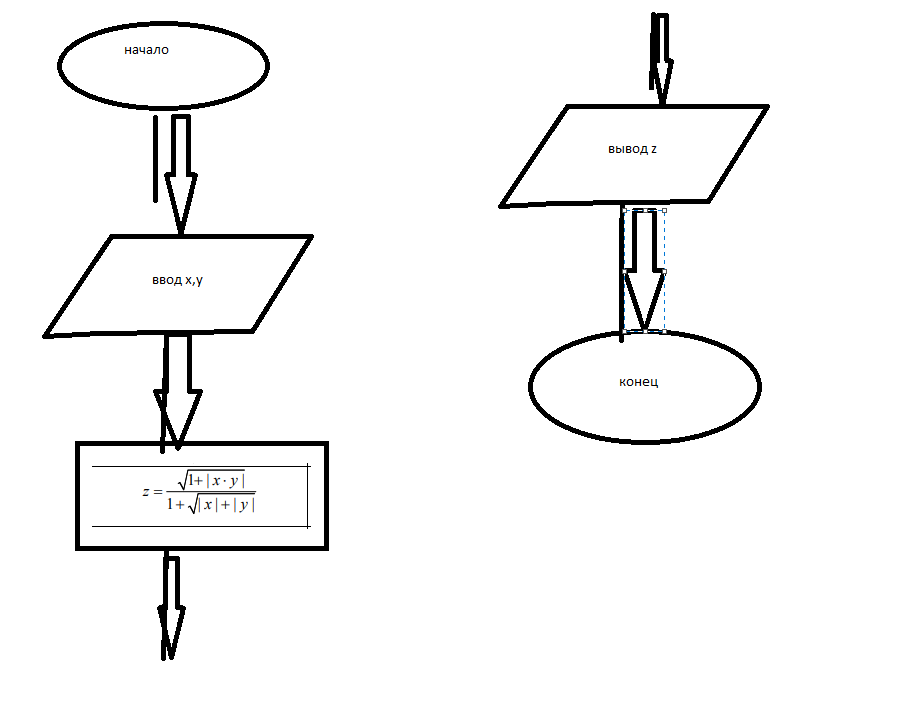 начало
ввод x,y
z = √1+|x·y| / 1+√|x|+|y|
вывод z
конец